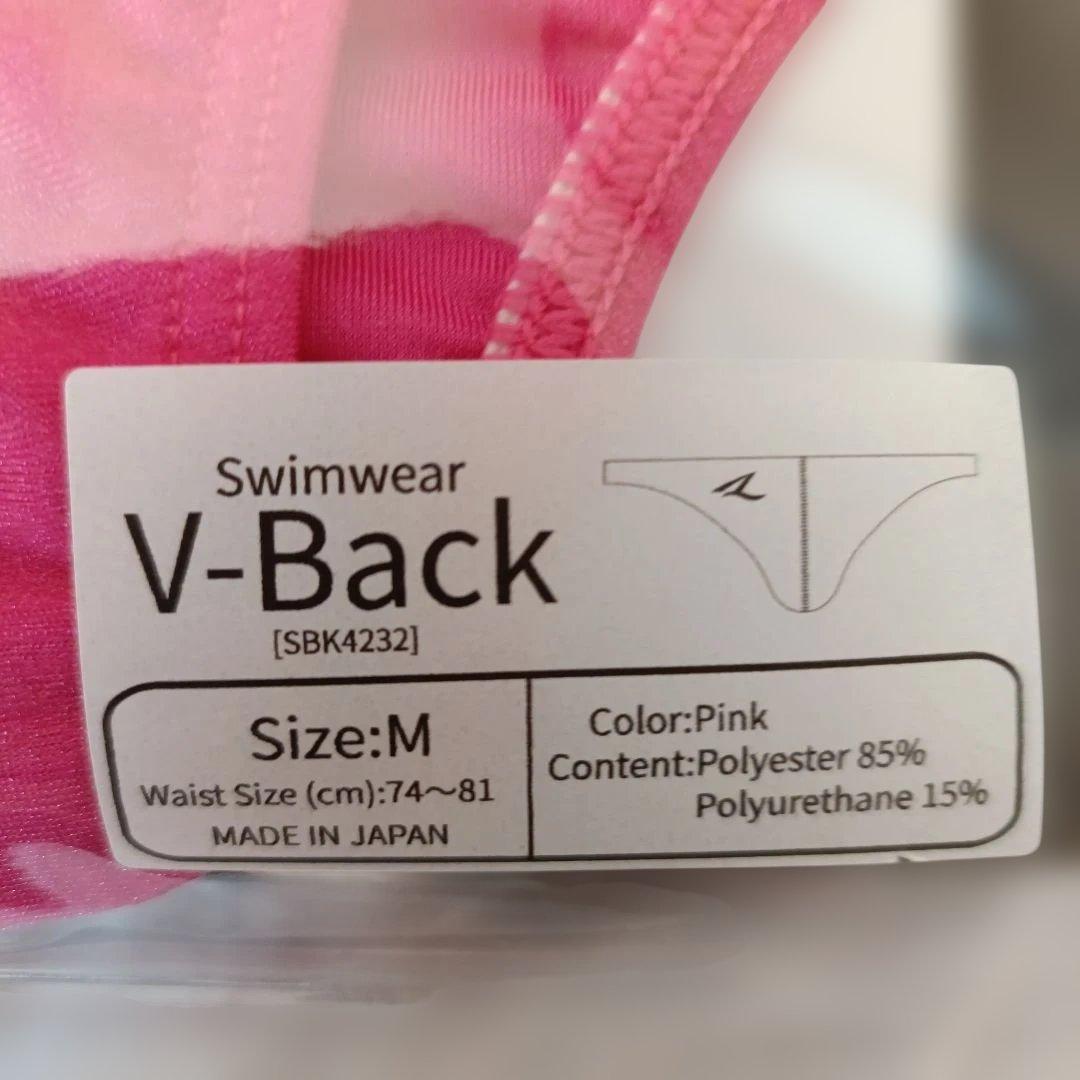 Swimwear
V-Back
[SBK4232]
Size:M
Waist Size (cm):74〜81
MADE IN JAPAN
Color:Pink
Content:Polyester 85%
Polyurethane 15%